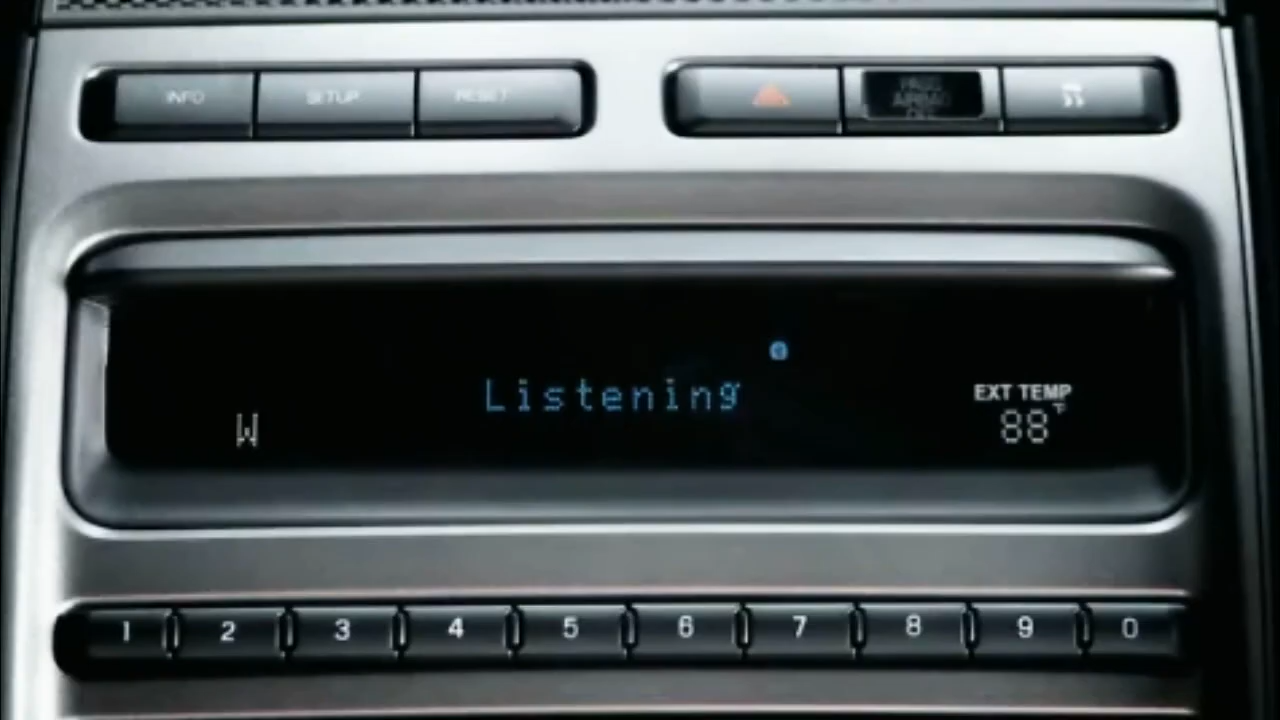 INFO SETUP RESET
Listening
EXT TEMP
88°F
W
1 2 3 4 5 6 7 8 9 0